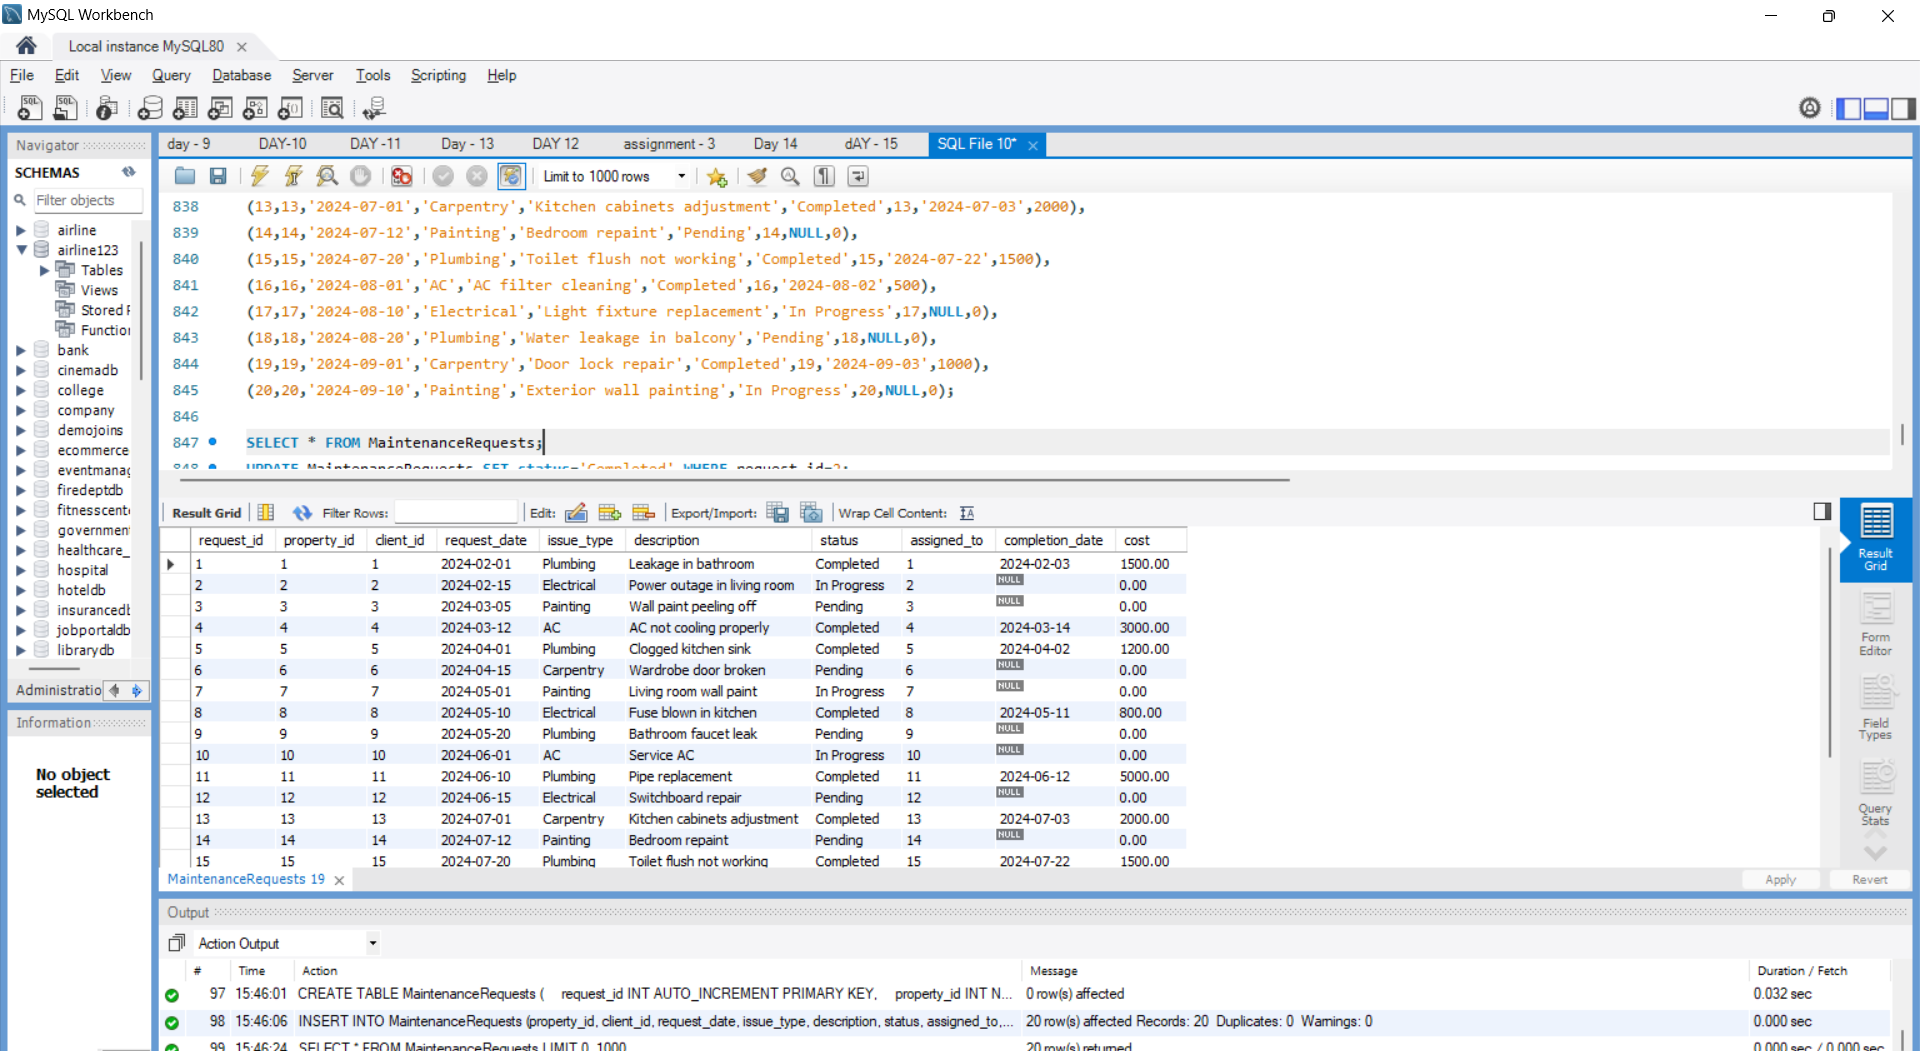 MySQL Workbench
Local instance MySQL80
File Edit View Query Database Server Tools Scripting Help
Navigator
SCHEMAS
Filter objects
airline
airline123
Tables
Views
Stored
Function
bank
cinemadb
college
company
demojoins
ecommerce
eventmanag
firedeptdb
fitnesscent
government
healthcare_
hospital
hoteldb
insurancedb
jobportaldb
librarydb
Administratio
Information
No object
selected
day - 9 DAY-10 DAY -11 Day - 13 DAY 12 assignment - 3 Day 14 dAY - 15 SQL File 10*
Limit to 1000 rows
838 (13,13,'2024-07-01','Carpentry','Kitchen cabinets adjustment','Completed',13,'2024-07-03',2000),
839 (14,14,'2024-07-12','Painting','Bedroom repaint','Pending',14,NULL,0),
840 (15,15,'2024-07-20','Plumbing','Toilet flush not working','Completed',15,'2024-07-22',1500),
841 (16,16,'2024-08-01','AC','AC filter cleaning','Completed',16,'2024-08-02',500),
842 (17,17,'2024-08-10','Electrical','Light fixture replacement','In Progress',17,NULL,0),
843 (18,18,'2024-08-20','Plumbing','Water leakage in balcony','Pending',18,NULL,0),
844 (19,19,'2024-09-01','Carpentry','Door lock repair','Completed',19,'2024-09-03',1000),
845 (20,20,'2024-09-10','Painting','Exterior wall painting','In Progress',20,NULL,0);
846
847 SELECT * FROM MaintenanceRequests;
848 UPDATE MaintenanceRequests SET status='Completed' WHERE request_id=2;
Result Grid Filter Rows: Edit: Export/Import: Wrap Cell Content:
request_id property_id client_id request_date issue_type description status assigned_to completion_date cost
1 1 1 2024-02-01 Plumbing Leakage in bathroom Completed 1 2024-02-03 1500.00
2 2 2 2024-02-15 Electrical Power outage in living room In Progress 2 NULL 0.00
3 3 3 2024-03-05 Painting Wall paint peeling off Pending 3 NULL 0.00
4 4 4 2024-03-12 AC AC not cooling properly Completed 4 2024-03-14 3000.00
5 5 5 2024-04-01 Plumbing Clogged kitchen sink Completed 5 2024-04-02 1200.00
6 6 6 2024-04-15 Carpentry Wardrobe door broken Pending 6 NULL 0.00
7 7 7 2024-05-01 Painting Living room wall paint In Progress 7 NULL 0.00
8 8 8 2024-05-10 Electrical Fuse blown in kitchen Completed 8 2024-05-11 800.00
9 9 9 2024-05-20 Plumbing Bathroom faucet leak Pending 9 NULL 0.00
10 10 10 2024-06-01 AC Service AC In Progress 10 NULL 0.00
11 11 11 2024-06-10 Plumbing Pipe replacement Completed 11 2024-06-12 5000.00
12 12 12 2024-06-15 Electrical Switchboard repair Pending 12 NULL 0.00
13 13 13 2024-07-01 Carpentry Kitchen cabinets adjustment Completed 13 2024-07-03 2000.00
14 14 14 2024-07-12 Painting Bedroom repaint Pending 14 NULL 0.00
15 15 15 2024-07-20 Plumbing Toilet flush not working Completed 15 2024-07-22 1500.00
Result
Grid
Form
Editor
Field
Types
Query
Stats
MaintenanceRequests 19
Apply Revert
Output
Action Output
# Time Action Message Duration / Fetch
97 15:46:01 CREATE TABLE MaintenanceRequests ( request_id INT AUTO_INCREMENT PRIMARY KEY, property_id INT N... 0 row(s) affected 0.032 sec
98 15:46:06 INSERT INTO MaintenanceRequests (property_id, client_id, request_date, issue_type, description, status, assigned_to,... 20 row(s) affected Records: 20 Duplicates: 0 Warnings: 0 0.000 sec
99 15:46:24 SELECT * FROM MaintenanceRequests LIMIT 0, 1000 20 row(s) returned 0.000 sec / 0.000 sec